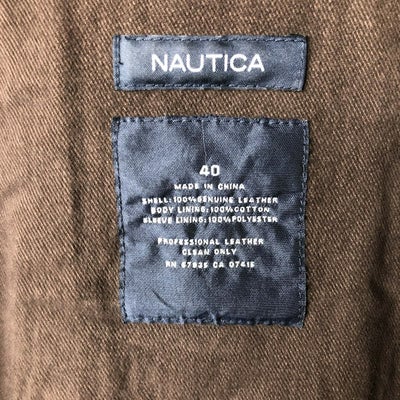 NAUTICA
40
MADE IN CHINA
SHELL: 100% GENUINE LEATHER
BODY LINING: 100% COTTON
SLEEVE LINING: 100% POLYESTER
PROFESSIONAL LEATHER
CLEAN ONLY
RN 67835 CA 07415